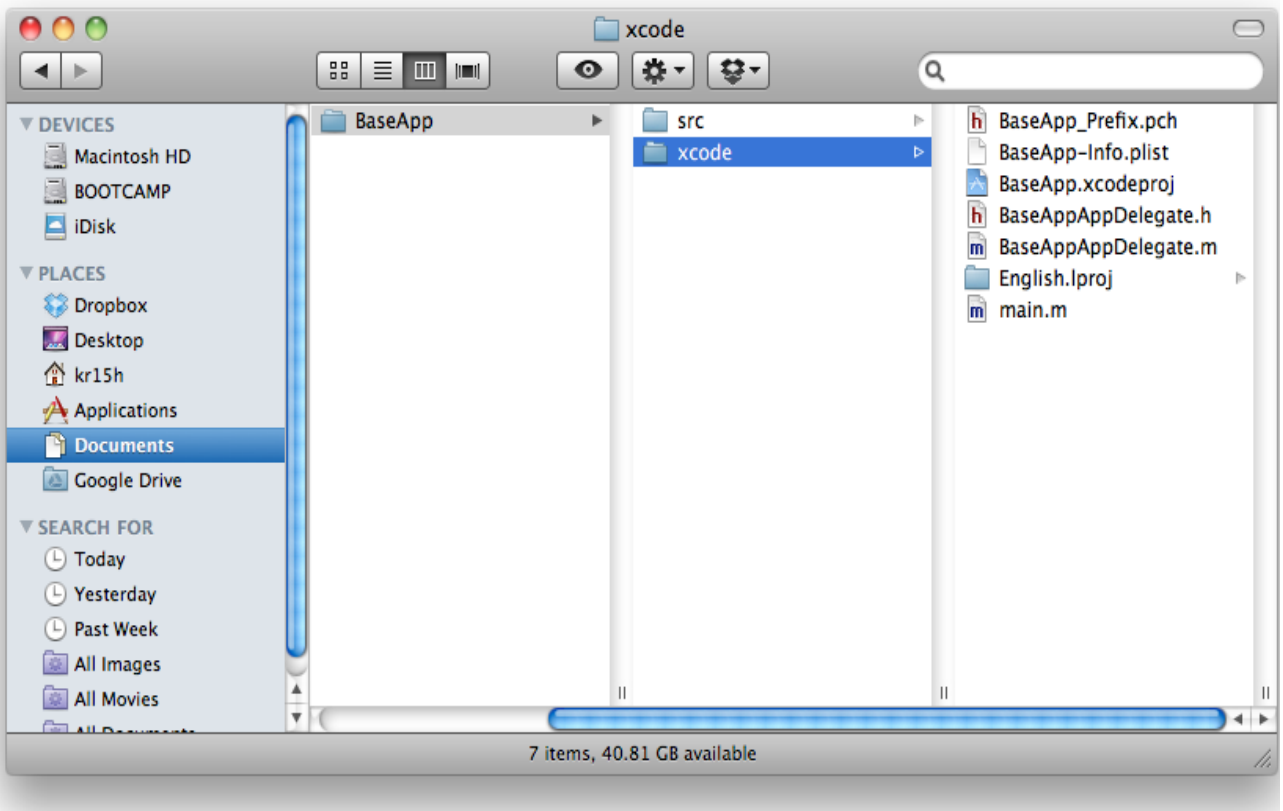 xcode
DEVICES
Macintosh HD
BOOTCAMP
iDisk
PLACES
Dropbox
Desktop
kr15h
Applications
Documents
Google Drive
SEARCH FOR
Today
Yesterday
Past Week
All Images
All Movies
All Documents
BaseApp
src
xcode
BaseApp_Prefix.pch
BaseApp-Info.plist
BaseApp.xcodeproj
BaseAppAppDelegate.h
BaseAppAppDelegate.m
English.lproj
main.m
7 items, 40.81 GB available